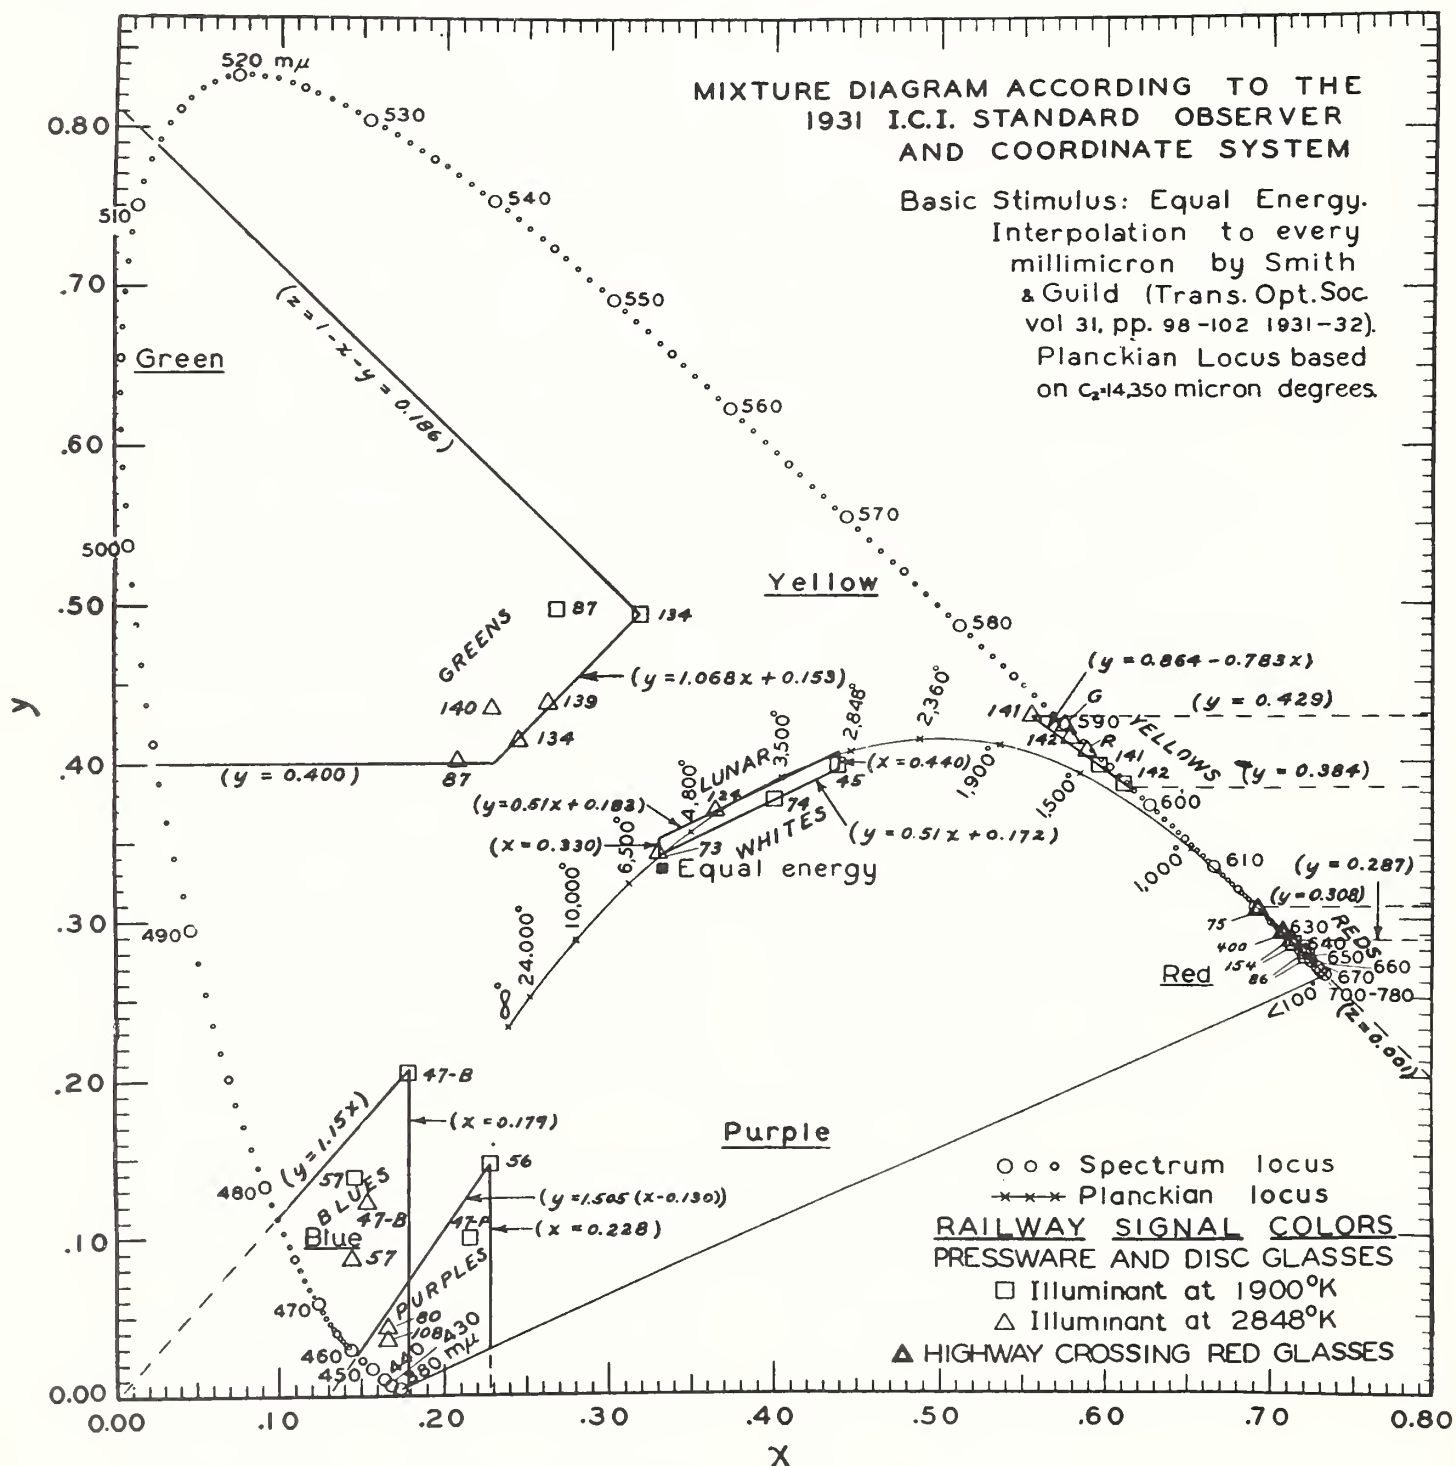 MIXTURE DIAGRAM ACCORDING TO THE
1931 I.C.I. STANDARD OBSERVER
AND COORDINATE SYSTEM
Basic Stimulus: Equal Energy.
Interpolation to every
millimicron by Smith
& Guild (Trans. Opt. Soc.
vol 31, pp. 98-102 1931-32).
Planckian Locus based
on C₂=14,350 micron degrees.
520 mμ
530
540
550
560
570
580
590
600
610
630
640
650
660
670
700-780
510
500
490
480
470
460
450
440
430
380 mμ
0.80
.70
.60
.50
.40
.30
.20
.10
0.00
y
Green
(z = 1-x-y = 0.186)
GREENS
87
134
140
139
134
87
(y = 1.068x + 0.153)
(y = 0.400)
Yellow
(y = 0.864-0.783x)
(y = 0.429)
G
141
142
R
YELLOWS
141
142
(y = 0.384)
2,360°
2,848°
3,500°
4,800°
6,500°
10,000°
24.000°
∞°
1,900°
1,500°
1,000°
<100°
LUNAR
WHITES
124
45
74
73
(x = 0.440)
(y = 0.51x + 0.183)
(x = 0.330)
(y = 0.51x + 0.172)
Equal energy
(y = 0.287)
(y = 0.308)
75
400
154
86
REDS
Red
(z = 0.001)
Purple
47-B
(y = 1.15x)
(x = 0.179)
57
BLUES
47-B
Blue
57
56
(y = 1.505 (x-0.130))
47-P
(x = 0.228)
PURPLES
80
108
Spectrum locus
Planckian locus
RAILWAY SIGNAL COLORS
PRESSWARE AND DISC GLASSES
□ Illuminant at 1900°K
△ Illuminant at 2848°K
▲ HIGHWAY CROSSING RED GLASSES
0.00 .10 .20 .30 .40 .50 .60 .70 0.80
x